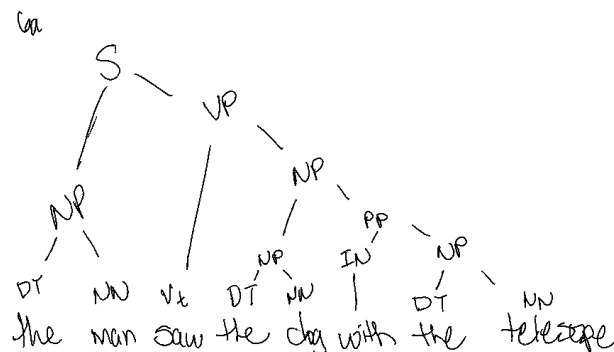 6a
S
VP
NP
NP PP
NP IN NP
DT NN Vt DT NN DT NN
the man saw the dog with the telescope